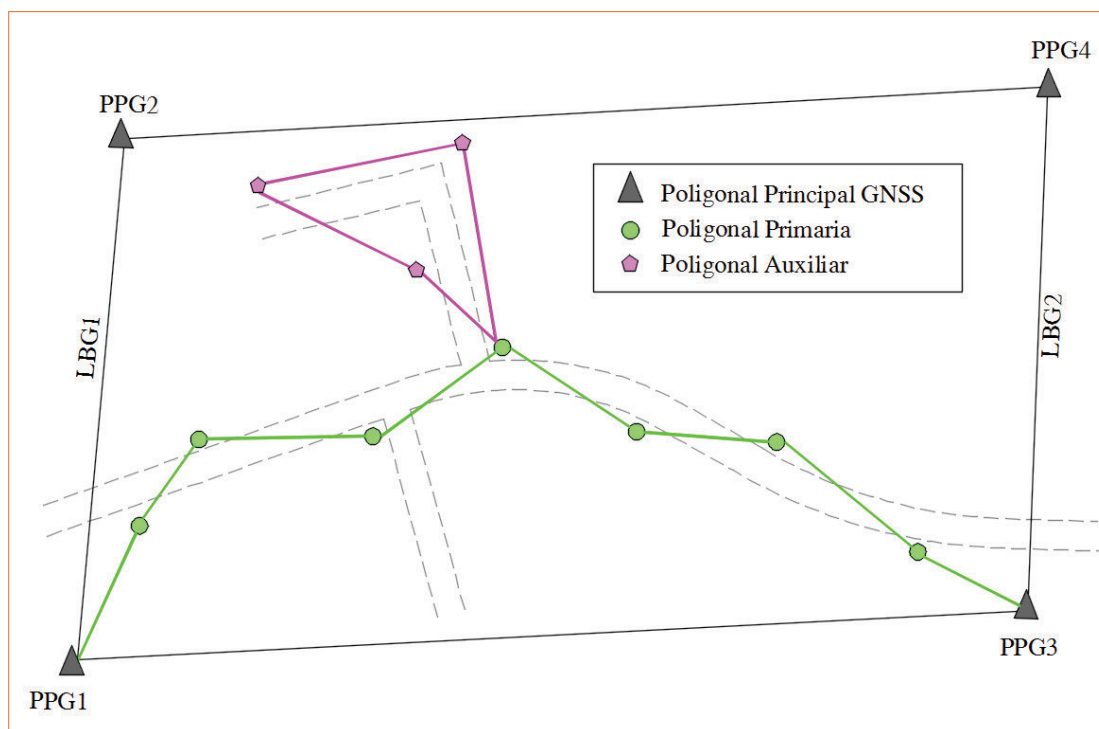 PPG4
PPG2
Poligonal Principal GNSS
Poligonal Primaria
Poligonal Auxiliar
LBG1
LBG2
PPG3
PPG1